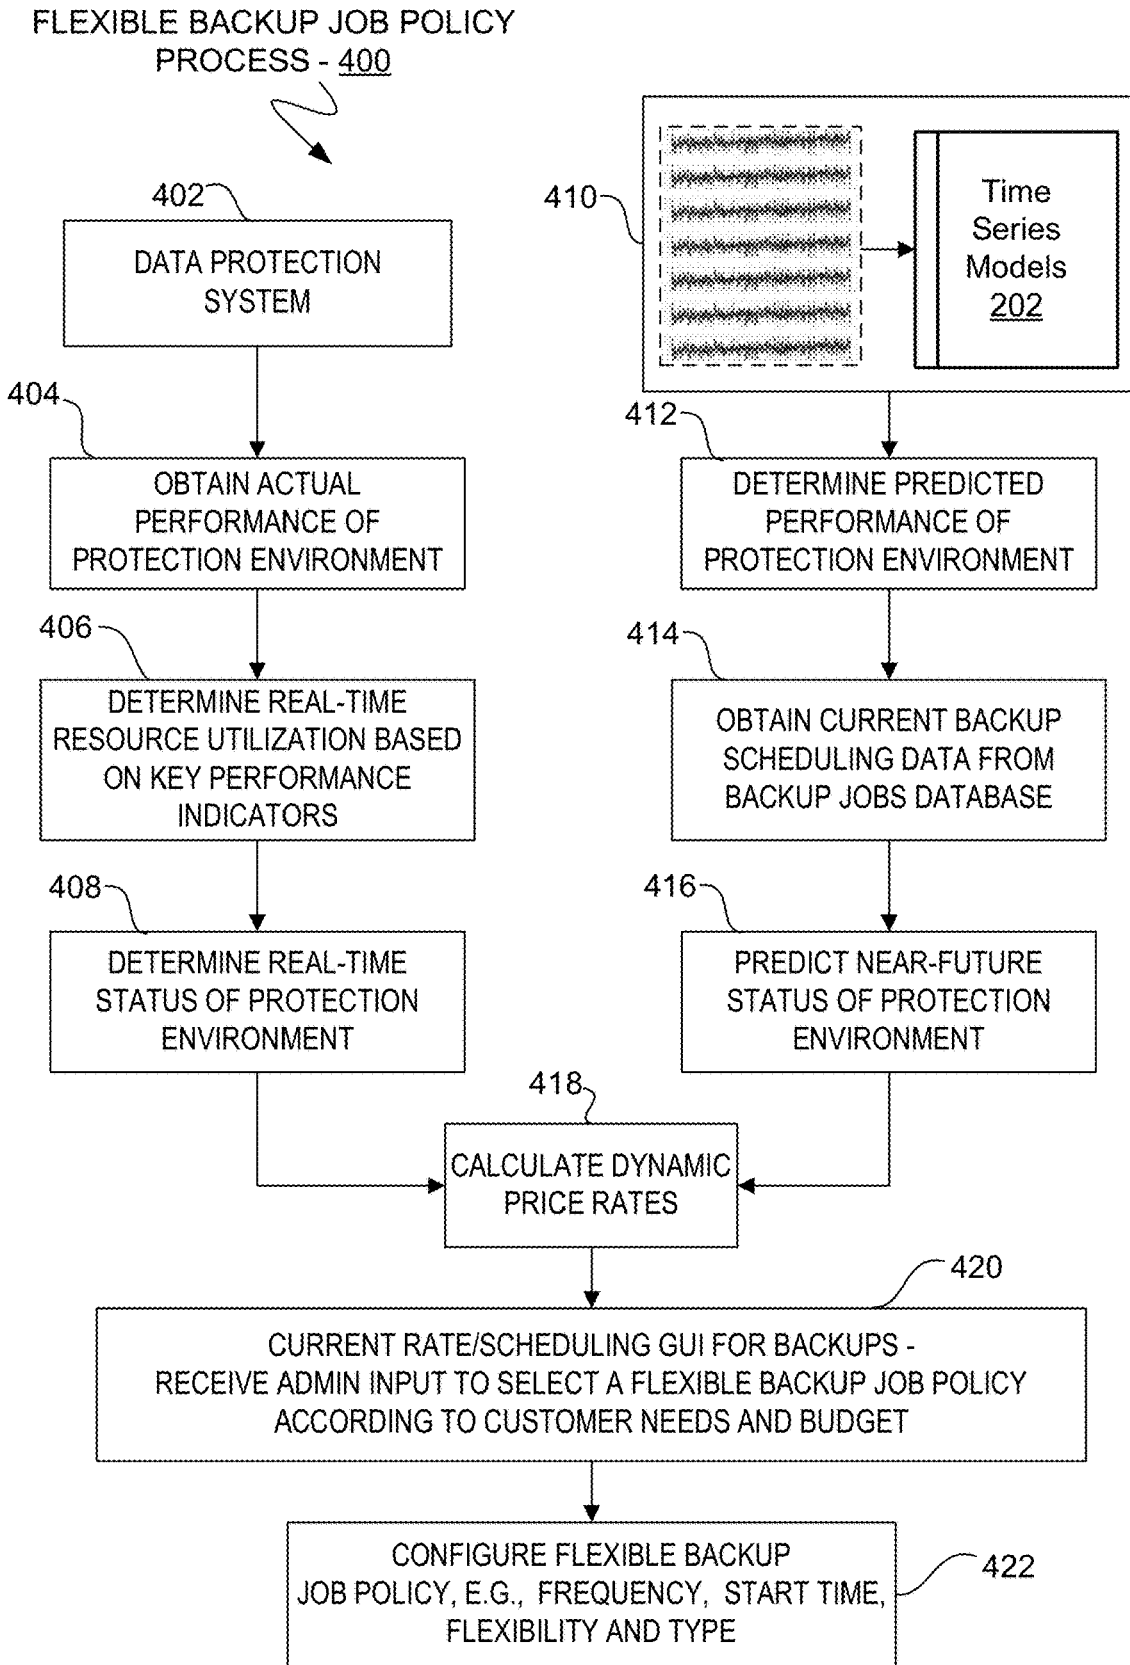 FLEXIBLE BACKUP JOB POLICY
PROCESS - 400
402
DATA PROTECTION
SYSTEM
404
OBTAIN ACTUAL
PERFORMANCE OF
PROTECTION ENVIRONMENT
406
DETERMINE REAL-TIME
RESOURCE UTILIZATION BASED
ON KEY PERFORMANCE
INDICATORS
408
DETERMINE REAL-TIME
STATUS OF PROTECTION
ENVIRONMENT
410
Time
Series
Models
202
412
DETERMINE PREDICTED
PERFORMANCE OF
PROTECTION ENVIRONMENT
414
OBTAIN CURRENT BACKUP
SCHEDULING DATA FROM
BACKUP JOBS DATABASE
416
PREDICT NEAR-FUTURE
STATUS OF PROTECTION
ENVIRONMENT
418
CALCULATE DYNAMIC
PRICE RATES
420
CURRENT RATE/SCHEDULING GUI FOR BACKUPS -
RECEIVE ADMIN INPUT TO SELECT A FLEXIBLE BACKUP JOB POLICY
ACCORDING TO CUSTOMER NEEDS AND BUDGET
CONFIGURE FLEXIBLE BACKUP
JOB POLICY, E.G., FREQUENCY, START TIME,
FLEXIBILITY AND TYPE
422